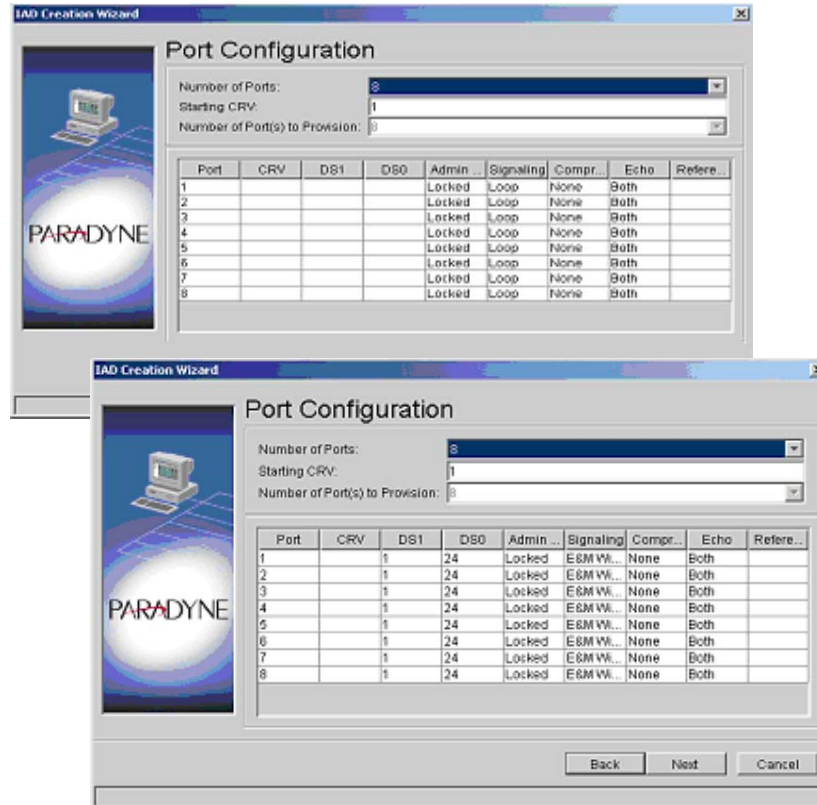 IAD Creation Wizard
Port Configuration
Number of Ports: 8
Starting CRV: 1
Number of Port(s) to Provision: 8
PARADYNE
Port CRV DS1 DS0 Admin ... Signaling Compr... Echo Refere...
1 Locked Loop None Both
2 Locked Loop None Both
3 Locked Loop None Both
4 Locked Loop None Both
5 Locked Loop None Both
6 Locked Loop None Both
7 Locked Loop None Both
8 Locked Loop None Both
IAD Creation Wizard
Port Configuration
Number of Ports: 8
Starting CRV: 1
Number of Port(s) to Provision: 8
PARADYNE
Port CRV DS1 DS0 Admin ... Signaling Compr... Echo Refere...
1 1 24 Locked E&M Wi... None Both
2 1 24 Locked E&M Wi... None Both
3 1 24 Locked E&M Wi... None Both
4 1 24 Locked E&M Wi... None Both
5 1 24 Locked E&M Wi... None Both
6 1 24 Locked E&M Wi... None Both
7 1 24 Locked E&M Wi... None Both
8 1 24 Locked E&M Wi... None Both
Back Next Cancel